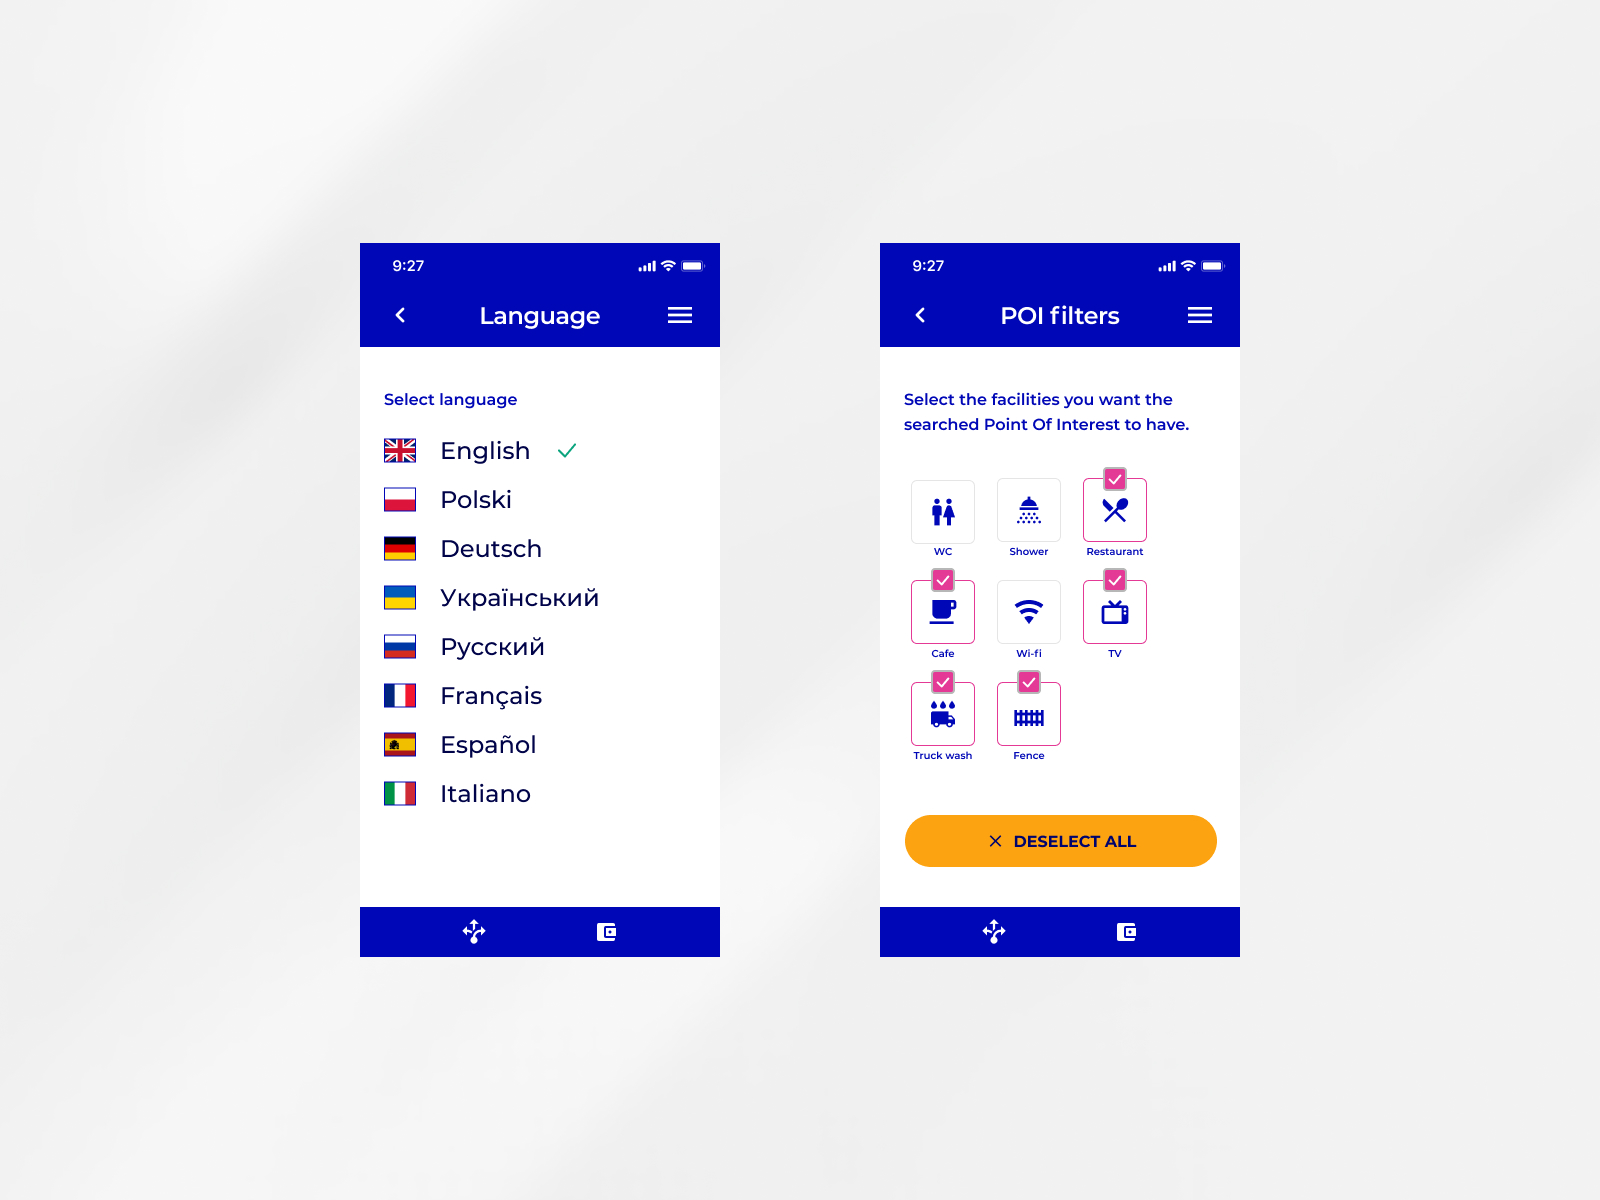 9:27
Language
Select language
English
Polski
Deutsch
Український
Русский
Français
Español
Italiano
9:27
POI filters
Select the facilities you want the
searched Point Of Interest to have.
WC
Shower
Restaurant
Cafe
Wi-fi
TV
Truck wash
Fence
DESELECT ALL